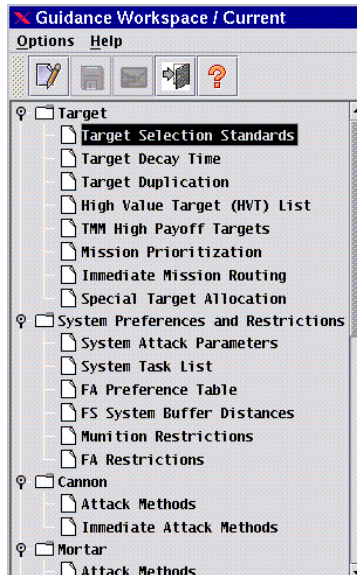 Guidance Workspace / Current
Options Help
Target
Target Selection Standards
Target Decay Time
Target Duplication
High Value Target (HVT) List
TMM High Payoff Targets
Mission Prioritization
Immediate Mission Routing
Special Target Allocation
System Preferences and Restrictions
System Attack Parameters
System Task List
FA Preference Table
FS System Buffer Distances
Munition Restrictions
FA Restrictions
Cannon
Attack Methods
Immediate Attack Methods
Mortar
Attack Methods